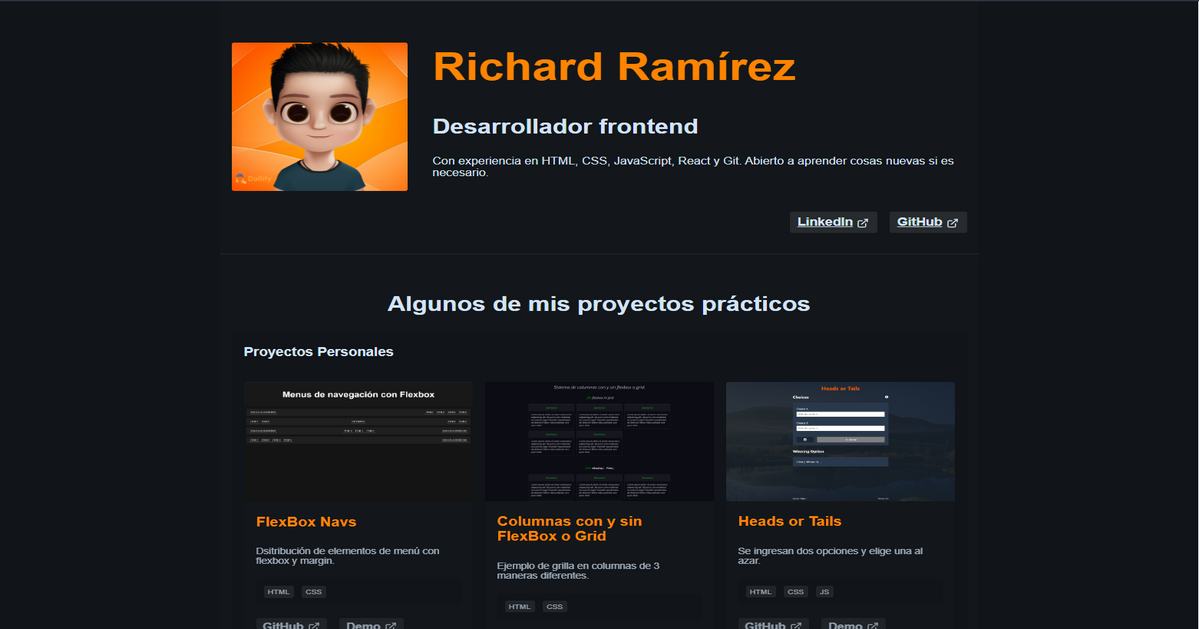 Richard Ramírez
Desarrollador frontend
Con experiencia en HTML, CSS, JavaScript, React y Git. Abierto a aprender cosas nuevas si es
necesario.
LinkedIn
GitHub
Algunos de mis proyectos prácticos
Proyectos Personales
Menus de navegación con Flexbox
FlexBox Navs
Dsitribución de elementos de menú con
flexbox y margin.
HTML CSS
GitHub Demo
Sistema de columnas con y sin flexbox o grid
Columnas con y sin
FlexBox o Grid
Ejemplo de grilla en columnas de 3
maneras diferentes.
HTML CSS
Heads or Tails
Choices
Winning Option
Heads or Tails
Se ingresan dos opciones y elige una al
azar.
HTML CSS JS
GitHub Demo